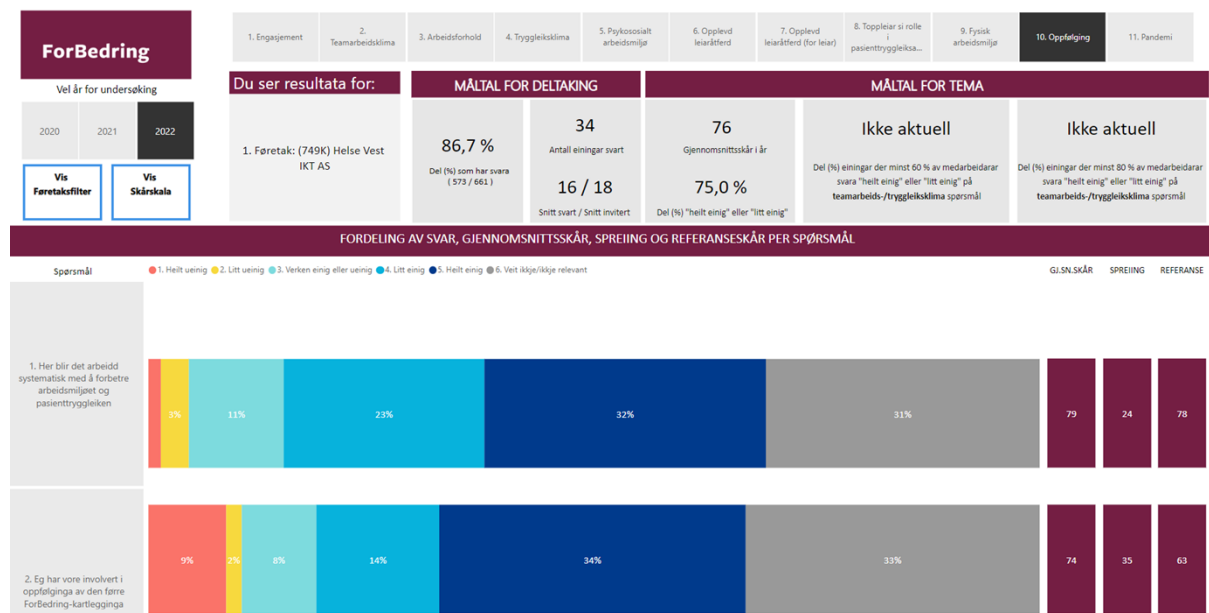 ForBedring
Vel år for undersøking
2020
2021
2022
Vis
Føretaksfilter
Vis
Skårskala
1. Engasjement
2.
Teamarbeidsklima
3. Arbeidsforhold
4. Tryggleiksklima
5. Psykososialt
arbeidsmiljø
6. Opplevd
leiaråtferd
7. Opplevd
leiaråtferd (for leiar)
8. Toppleiar si rolle
i
pasienttryggleiksa...
9. Fysisk
arbeidsmiljø
10. Oppfølging
11. Pandemi
Du ser resultata for:
1. Føretak: (749K) Helse Vest
IKT AS
MÅLTAL FOR DELTAKING
86,7 %
Del (%) som har svara
( 573 / 661 )
34
Antall einingar svart
16 / 18
Snitt svart / Snitt invitert
MÅLTAL FOR TEMA
76
Gjennomsnittsskår i år
75,0 %
Del (%) "heilt einig" eller "litt einig"
Ikke aktuell
Del (%) einingar der minst 60 % av medarbeidarar
svara "heilt einig" eller "litt einig" på
teamarbeids-/tryggleiksklima spørsmål
Ikke aktuell
Del (%) einingar der minst 80 % av medarbeidarar
svara "heilt einig" eller "litt einig" på
teamarbeids-/tryggleiksklima spørsmål
FORDELING AV SVAR, GJENNOMSNITTSSKÅR, SPREIING OG REFERANSESKÅR PER SPØRSMÅL
Spørsmål
1. Heilt ueinig 2. Litt ueinig 3. Verken einig eller ueinig 4. Litt einig 5. Heilt einig 6. Veit ikkje/ikkje relevant
GJ.SN.SKÅR SPREIING REFERANSE
1. Her blir det arbeidd
systematisk med å forbetre
arbeidsmiljøet og
pasienttryggleiken
3% 11% 23% 32% 31% 79 24 78
2. Eg har vore involvert i
oppfølginga av den førre
ForBedring-kartlegginga
9% 2% 8% 14% 34% 33% 74 35 63